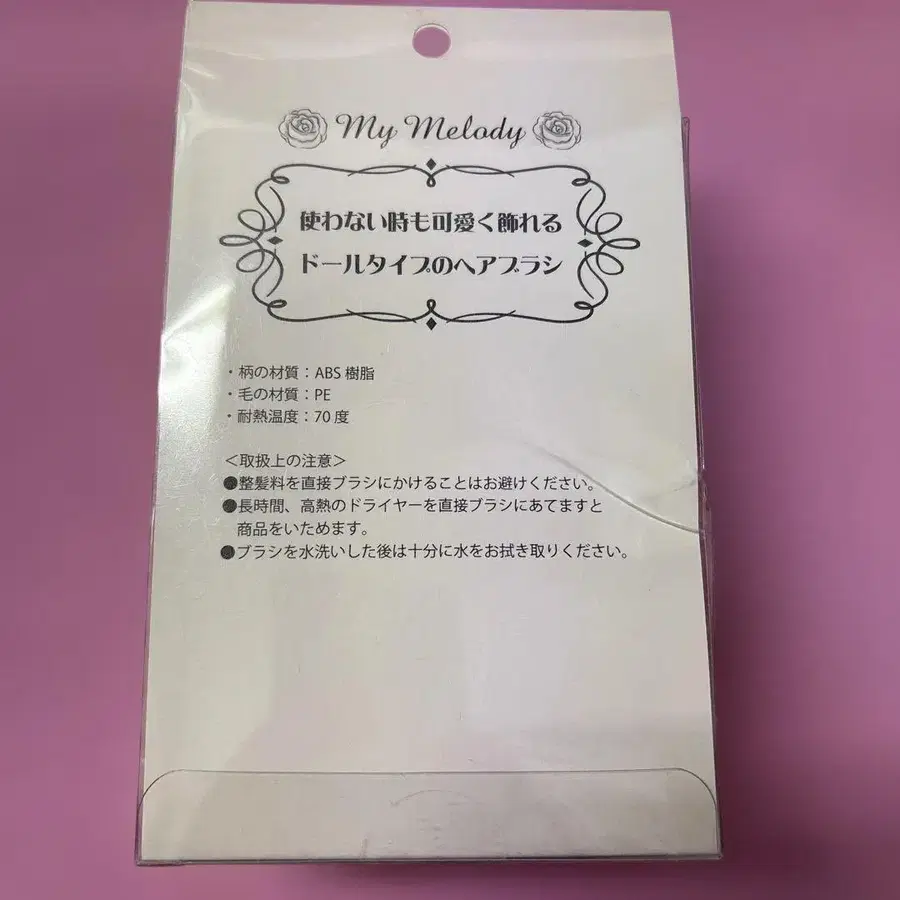 My Melody
使わない時も可愛く飾れる
ドールタイプのヘアブラシ
・柄の材質：ABS 樹脂
・毛の材質：PE
・耐熱温度：70 度
＜取扱上の注意＞
●整髪料を直接ブラシにかけることはお避けください。
●長時間、高熱のドライヤーを直接ブラシにあてますと
商品をいためます。
●ブラシを水洗いした後は十分に水をお拭き取りください。